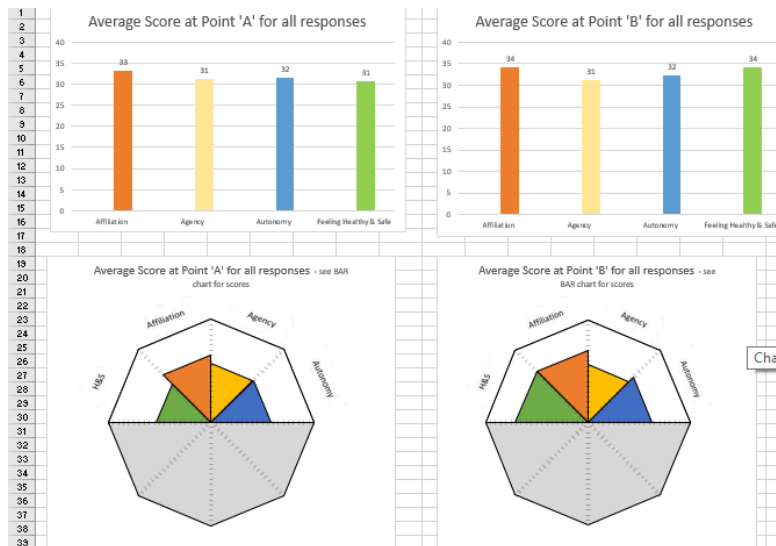 1
2
3
4
5
6
7
8
9
10
11
12
13
14
15
16
17
18
19
20
21
22
23
24
25
26
27
28
29
30
31
32
33
34
35
36
37
38
39
Average Score at Point 'A' for all responses
40
35
30
25
20
15
10
5
0
33
31
32
31
Affiliation
Agency
Autonomy
Feeling Healthy & Safe
Average Score at Point 'B' for all responses
40
35
30
25
20
15
10
5
0
34
31
32
34
Affiliation
Agency
Autonomy
Feeling Healthy & Safe
Average Score at Point 'A' for all responses - see BAR
chart for scores
H&S
Affiliation
Agency
Autonomy
Average Score at Point 'B' for all responses - see
BAR chart for scores
H&S
Affiliation
Agency
Autonomy
Cha